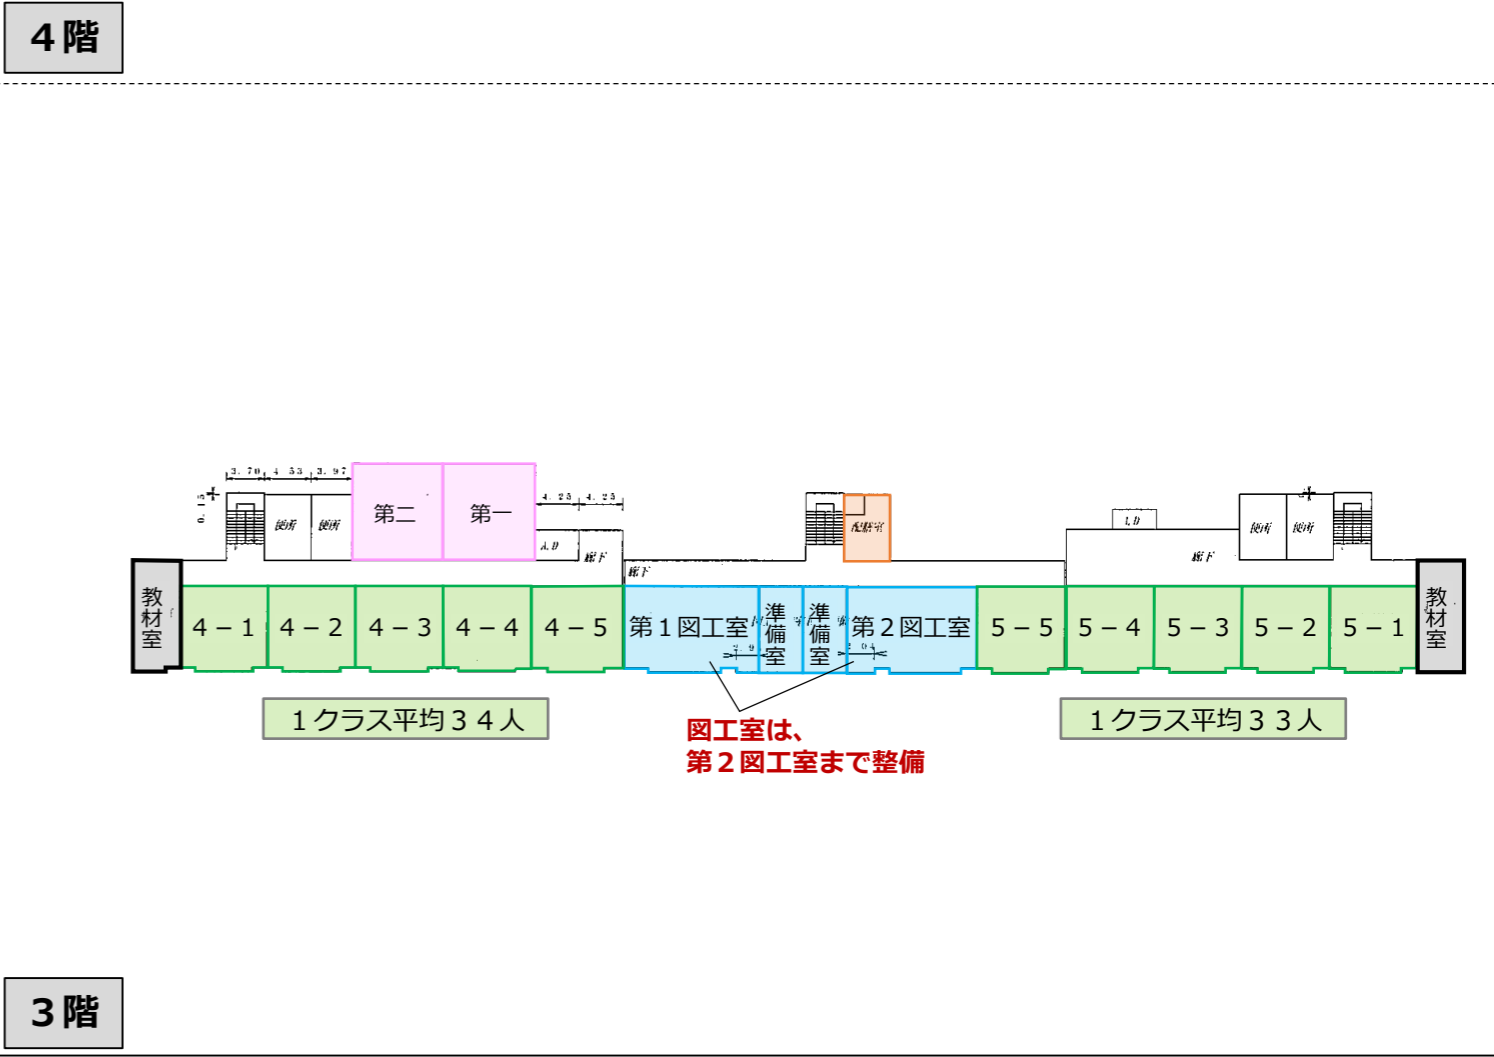 ４階
3. 70 4 53 3. 97
第二
第一
4. 25 4. 25
便所
便所
配膳室
便所
便所
廊下
廊下
廊下
教材室
４－１
４－２
４－３
４－４
４－５
第１図工室
準備室
準備室
第２図工室
５－５
５－４
５－３
５－２
５－１
教材室
１クラス平均３４人
１クラス平均３３人
図工室は、
第２図工室まで整備
３階